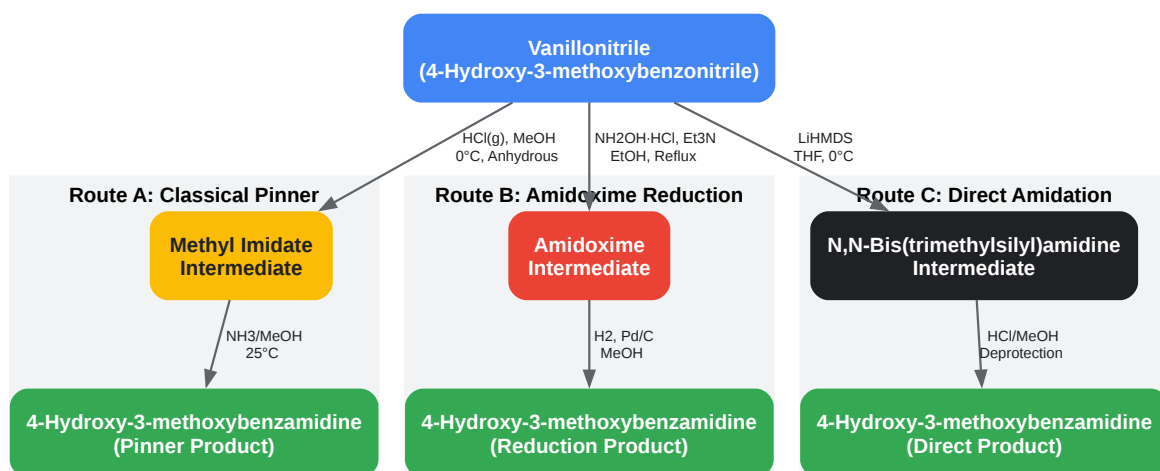 Vanillonitrile
(4-Hydroxy-3-methoxybenzonitrile)
HCl(g), MeOH
0°C, Anhydrous
NH2OH·HCl, Et3N
EtOH, Reflux
LiHMDS
THF, 0°C
Route A: Classical Pinner
Route B: Amidoxime Reduction
Route C: Direct Amidation
Methyl Imidate
Intermediate
Amidoxime
Intermediate
N,N-Bis(trimethylsilyl)amidine
Intermediate
NH3/MeOH
25°C
H2, Pd/C
MeOH
HCl/MeOH
Deprotection
4-Hydroxy-3-methoxybenzamidine
(Pinner Product)
4-Hydroxy-3-methoxybenzamidine
(Reduction Product)
4-Hydroxy-3-methoxybenzamidine
(Direct Product)